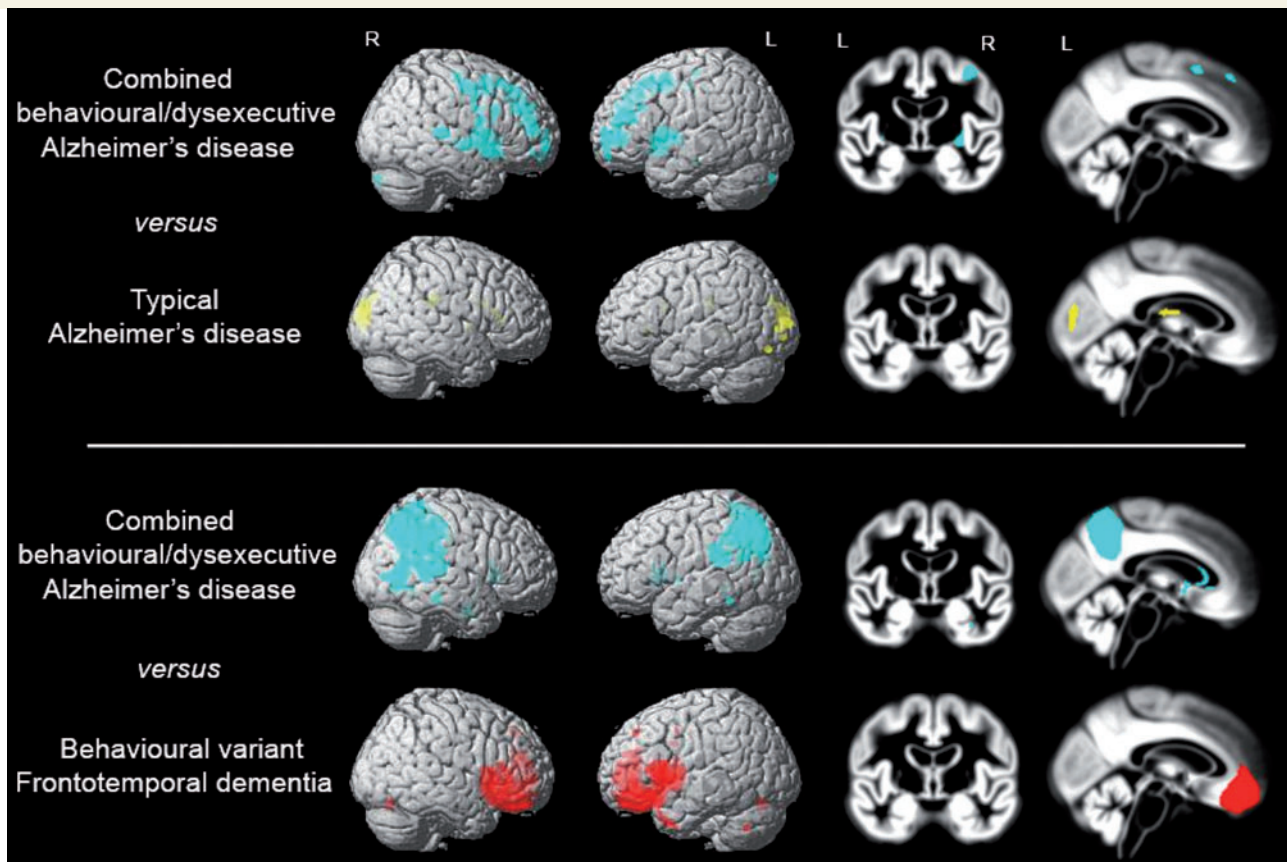 R
L
L
R
L
Combined
behavioural/dysexecutive
Alzheimer’s disease
versus
Typical
Alzheimer’s disease
Combined
behavioural/dysexecutive
Alzheimer’s disease
versus
Behavioural variant
Frontotemporal dementia